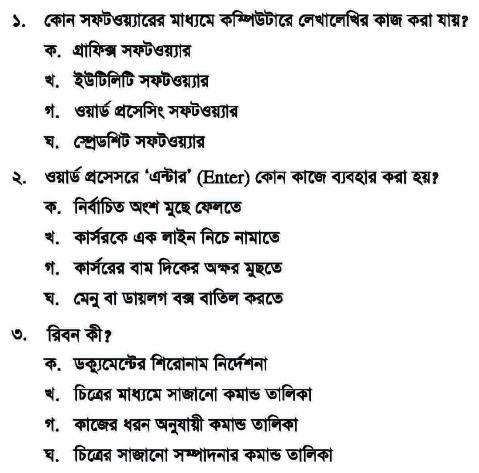 ১. কোন সফটওয়্যারের মাধ্যমে কম্পিউটারে লেখালেখির কাজ করা যায়?
ক. গ্রাফিক্স সফটওয়্যার
খ. ইউটিলিটি সফটওয়্যার
গ. ওয়ার্ড প্রসেসিং সফটওয়্যার
ঘ. স্প্রেডশিট সফটওয়্যার
২. ওয়ার্ড প্রসেসরে ‘এন্টার’ (Enter) কোন কাজে ব্যবহার করা হয়?
ক. নির্বাচিত অংশ মুছে ফেলতে
খ. কার্সরকে এক লাইন নিচে নামাতে
গ. কার্সরের বাম দিকের অক্ষর মুছতে
ঘ. মেনু বা ডায়লগ বক্স বাতিল করতে
৩. রিবন কী?
ক. ডকুমেন্টের শিরোনাম নির্দেশনা
খ. চিত্রের মাধ্যমে সাজানো কমান্ড তালিকা
গ. কাজের ধরন অনুযায়ী কমান্ড তালিকা
ঘ. চিত্রের সাজানো সম্পাদনার কমান্ড তালিকা